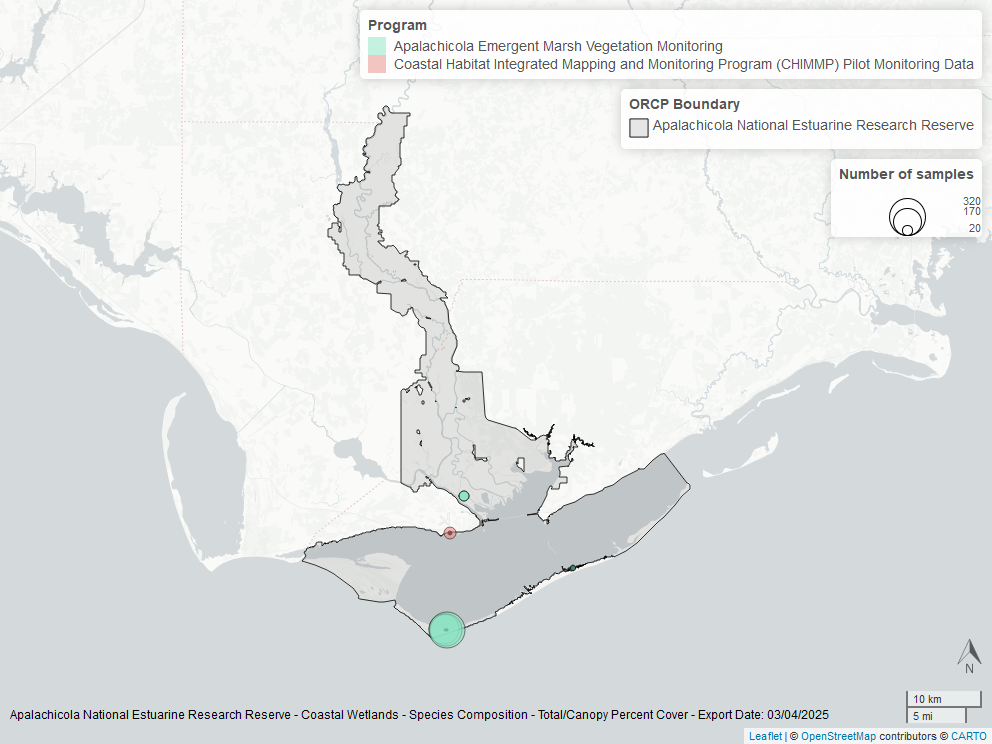 Program
Apalachicola Emergent Marsh Vegetation Monitoring
Coastal Habitat Integrated Mapping and Monitoring Program (CHIMMP) Pilot Monitoring Data
ORCP Boundary
Apalachicola National Estuarine Research Reserve
Number of samples
320
170
20
N
10 km
5 mi
Apalachicola National Estuarine Research Reserve - Coastal Wetlands - Species Composition - Total/Canopy Percent Cover - Export Date: 03/04/2025
Leaflet | © OpenStreetMap contributors © CARTO